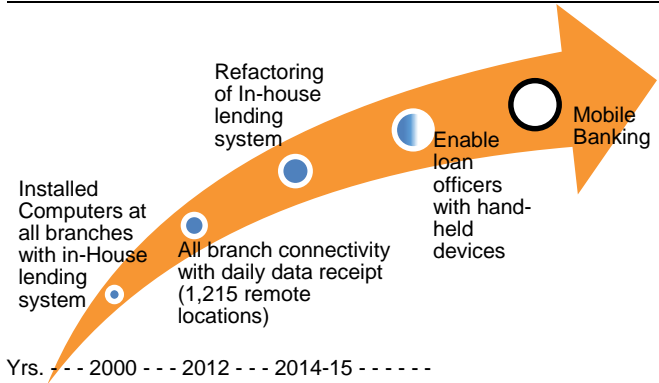 Refactoring
of In-house
lending
system
Mobile
Banking
Enable
loan
officers
with hand-
held
devices
Installed
Computers at
all branches
with in-House
lending
system
All branch connectivity
with daily data receipt
(1,215 remote
locations)
Yrs. - - - 2000 - - - 2012 - - - 2014-15 - - - - - -